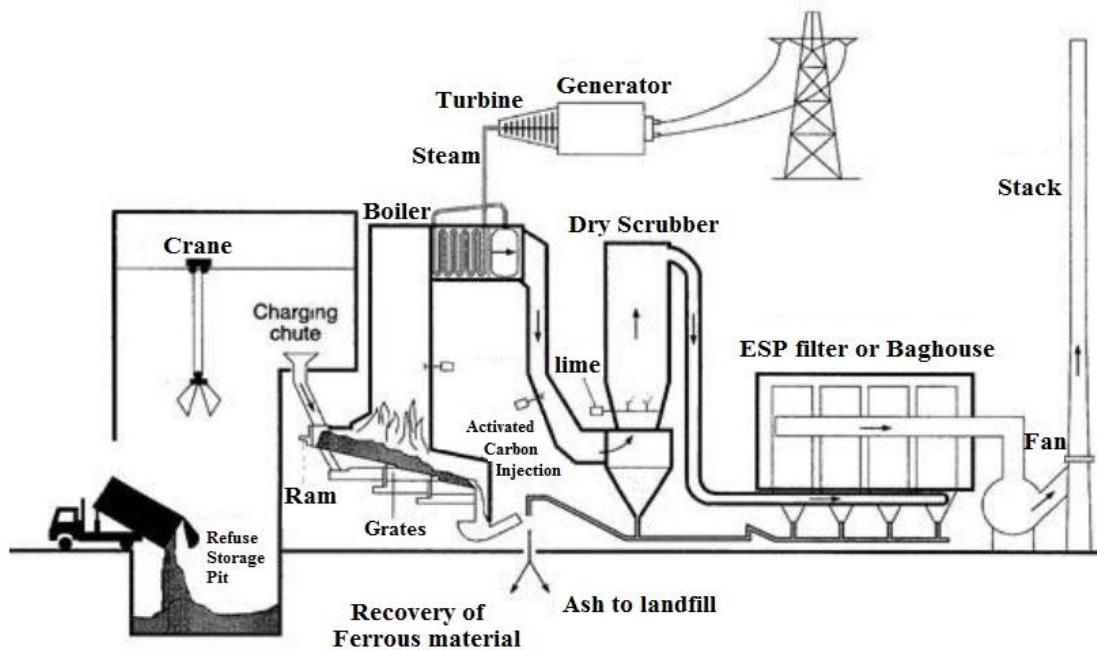 Generator
Turbine
Steam
Stack
Boiler
Dry Scrubber
Crane
Charging
chute
ESP filter or Baghouse
lime
Activated
Carbon
Injection
Fan
Ram
Grates
Refuse
Storage
Pit
Recovery of
Ferrous material
Ash to landfill